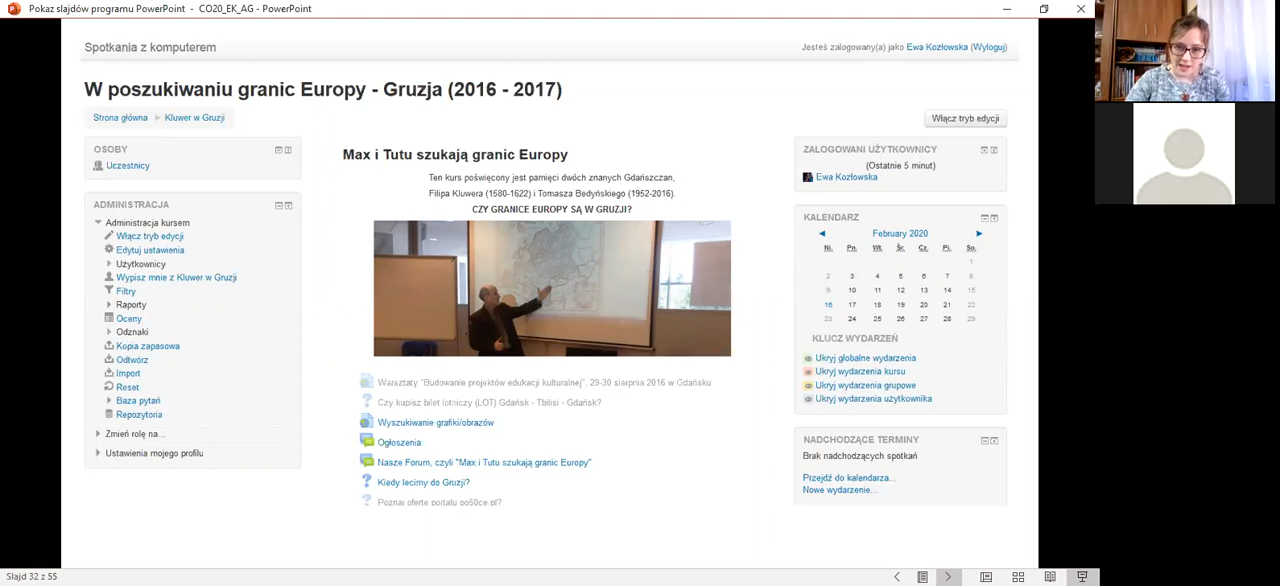 Pokaz slajdów programu PowerPoint - CO20_EK_AG - PowerPoint
Spotkania z komputerem
Jesteś zalogowany(a) jako Ewa Kozłowska (Wyloguj)
W poszukiwaniu granic Europy - Gruzja (2016 - 2017)
Strona główna
Kluwer w Gruzji
Włącz tryb edycji
OSOBY
Uczestnicy
ADMINISTRACJA
Administracja kursem
Włącz tryb edycji
Edytuj ustawienia
Użytkownicy
Wypisz mnie z Kluwer w Gruzji
Filtry
Raporty
Oceny
Odznaki
Kopia zapasowa
Odtwórz
Import
Reset
Baza pytań
Repozytoria
Zmień rolę na...
Ustawienia mojego profilu
Max i Tutu szukają granic Europy
Ten kurs poświęcony jest pamięci dwóch znanych Gdańszczan,
Filipa Kluwera (1580-1622) i Tomasza Bedyńskiego (1952-2016).
CZY GRANICE EUROPY SĄ W GRUZJI?
Warsztaty "Budowanie projektów edukacji kulturalnej", 29-30 sierpnia 2016 w Gdańsku
Czy kupisz bilet lotniczy (LOT) Gdańsk - Tbilisi - Gdańsk?
Wyszukiwanie grafiki/obrazów
Ogłoszenia
Nasze Forum, czyli "Max i Tutu szukają granic Europy"
Kiedy lecimy do Gruzji?
Poznaj ofertę portalu po50ce.pl?
ZALOGOWANI UŻYTKOWNICY
(Ostatnie 5 minut)
Ewa Kozłowska
KALENDARZ
February 2020
Ni. Pn. Wt. Śr. Cz. Pi. So.
1
2 3 4 5 6 7 8
9 10 11 12 13 14 15
16 17 18 19 20 21 22
23 24 25 26 27 28 29
KLUCZ WYDARZEŃ
Ukryj globalne wydarzenia
Ukryj wydarzenia kursu
Ukryj wydarzenia grupowe
Ukryj wydarzenia użytkownika
NADCHODZĄCE TERMINY
Brak nadchodzących spotkań
Przejdź do kalendarza...
Nowe wydarzenie...
Slajd 32 z 55